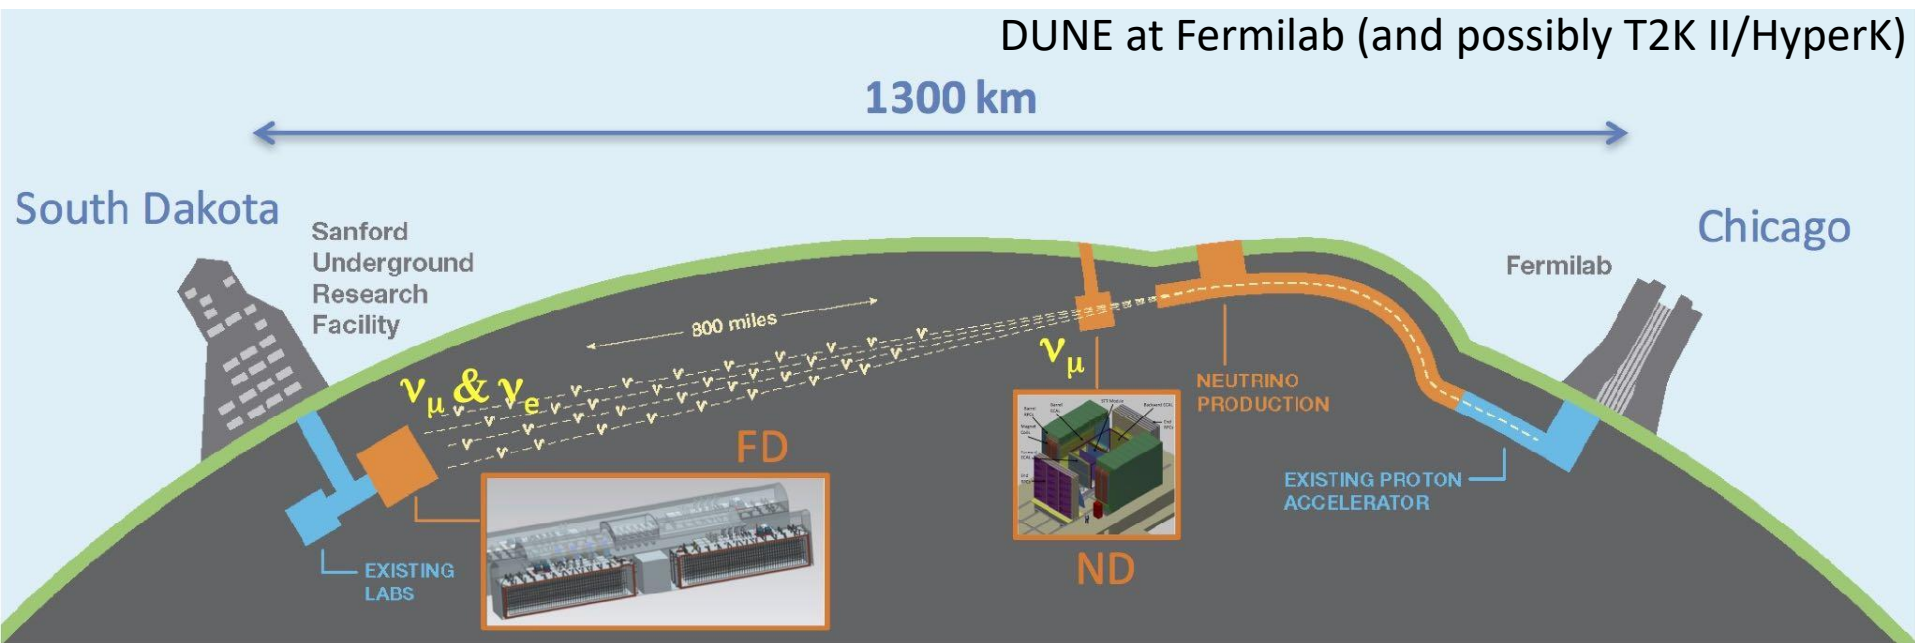 DUNE at Fermilab (and possibly T2K II/HyperK)
1300 km
South Dakota
Chicago
Sanford
Underground
Research
Facility
Fermilab
800 miles
νμ & νe
νμ
NEUTRINO
PRODUCTION
FD
EXISTING PROTON
ACCELERATOR
ND
EXISTING
LABS